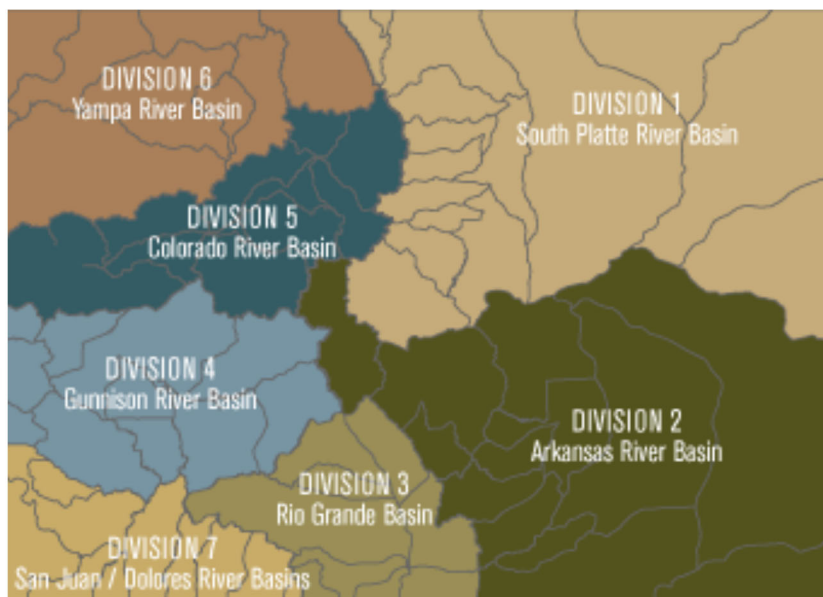 DIVISION 6
Yampa River Basin
DIVISION 1
South Platte River Basin
DIVISION 5
Colorado River Basin
DIVISION 4
Gunnison River Basin
DIVISION 2
Arkansas River Basin
DIVISION 3
Rio Grande Basin
DIVISION 7
San Juan / Dolores River Basins